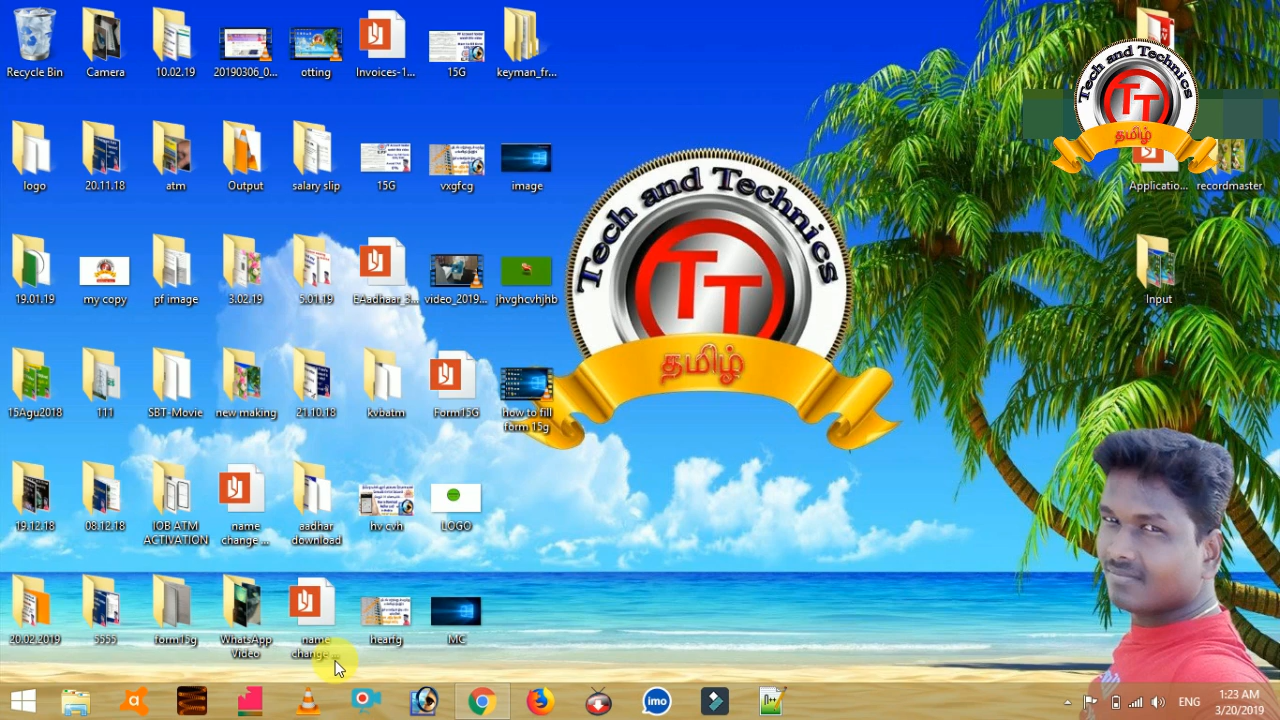 Recycle Bin
Camera
10.02.19
20190306_0...
otting
Invoices-1...
15G
keyman_fr...
Tech and Technics
TT
தமிழ்
logo
20.11.18
atm
Output
salary slip
15G
vxgfcg
image
Applicatio...
recordmaster
Tech and Technics
TT
தமிழ்
19.01.19
my copy
pf image
3.02.19
5.01.19
EAadhaar_S...
video_2019...
jhvghcvhjhb
Input
15Agu2018
111
SBT-Movie
new making
21.10.18
kvbatm
Form15G
how to fill
form 15g
19.12.18
08.12.18
IOB ATM
ACTIVATION
name
change ...
aadhar
download
hv cvh
LOGO
20.02.2019
5555
form15g
WhatsApp
Video
name
change ...
heartg
MC
imo
ENG
1:23 AM
3/20/2019